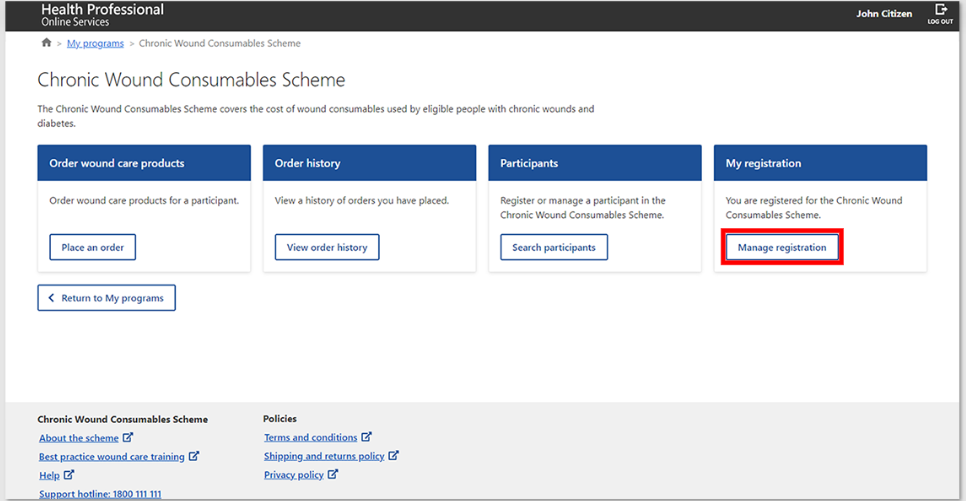 Health Professional
Online Services
John Citizen
LOG OUT
> My programs > Chronic Wound Consumables Scheme
Chronic Wound Consumables Scheme
The Chronic Wound Consumables Scheme covers the cost of wound consumables used by eligible people with chronic wounds and
diabetes.
Order wound care products
Order wound care products for a participant.
Place an order
Order history
View a history of orders you have placed.
View order history
Participants
Register or manage a participant in the
Chronic Wound Consumables Scheme.
Search participants
My registration
You are registered for the Chronic Wound
Consumables Scheme.
Manage registration
Return to My programs
Chronic Wound Consumables Scheme
About the scheme
Best practice wound care training
Help
Support hotline: 1800 111 111
Policies
Terms and conditions
Shipping and returns policy
Privacy policy